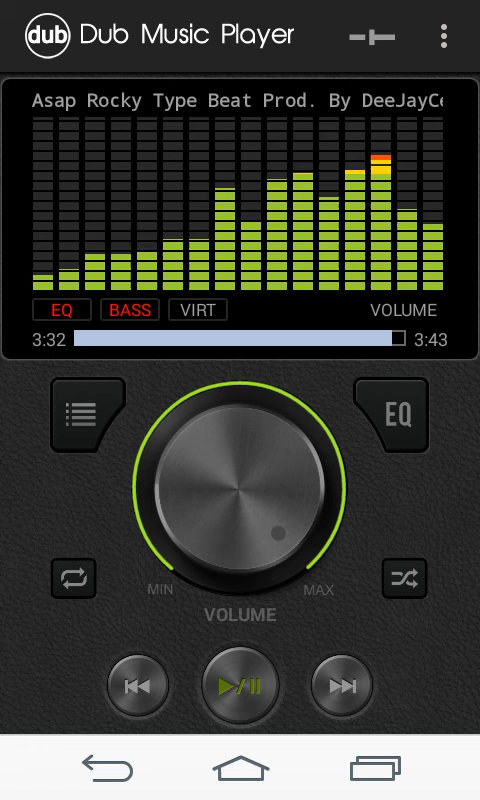 dub Dub Music Player
Asap Rocky Type Beat Prod. By DeeJayCe
EQ BASS VIRT VOLUME
3:32 3:43
EQ
MIN MAX
VOLUME